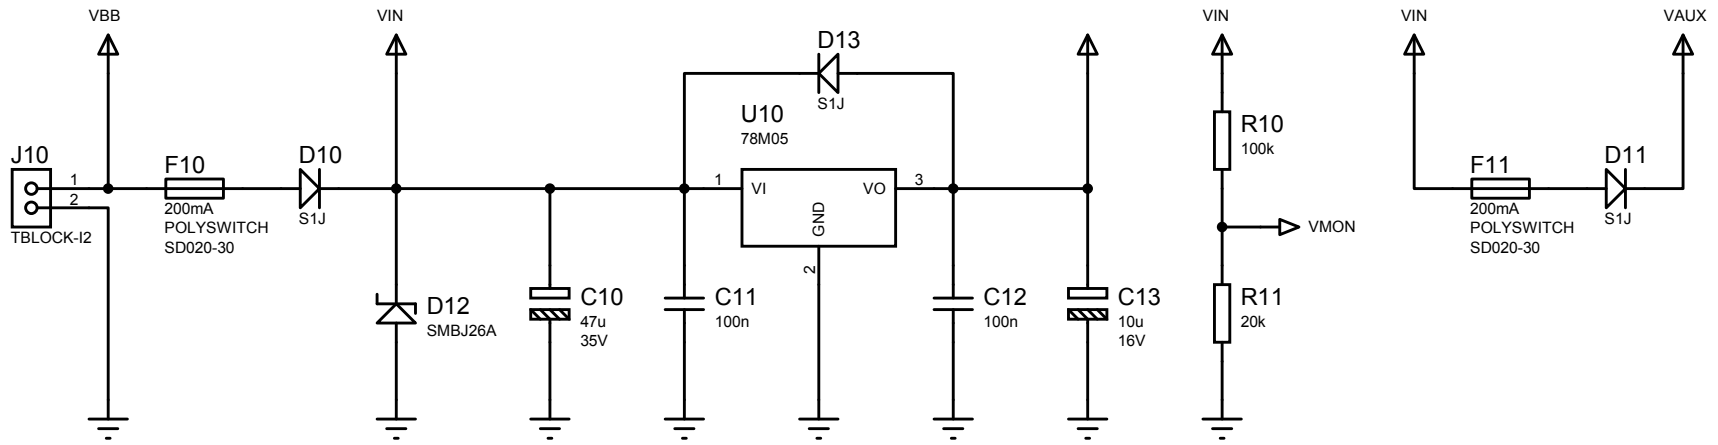 VBB
VIN
VIN
VIN
VAUX
D13
S1J
U10
78M05
J10
1
2
TBLOCK-I2
F10
200mA
POLYSWITCH
SD020-30
D10
S1J
1
VI
VO
3
GND
2
R10
100k
VMON
R11
20k
F11
200mA
POLYSWITCH
SD020-30
D11
S1J
D12
SMBJ26A
C10
47u
35V
C11
100n
C12
100n
C13
10u
16V